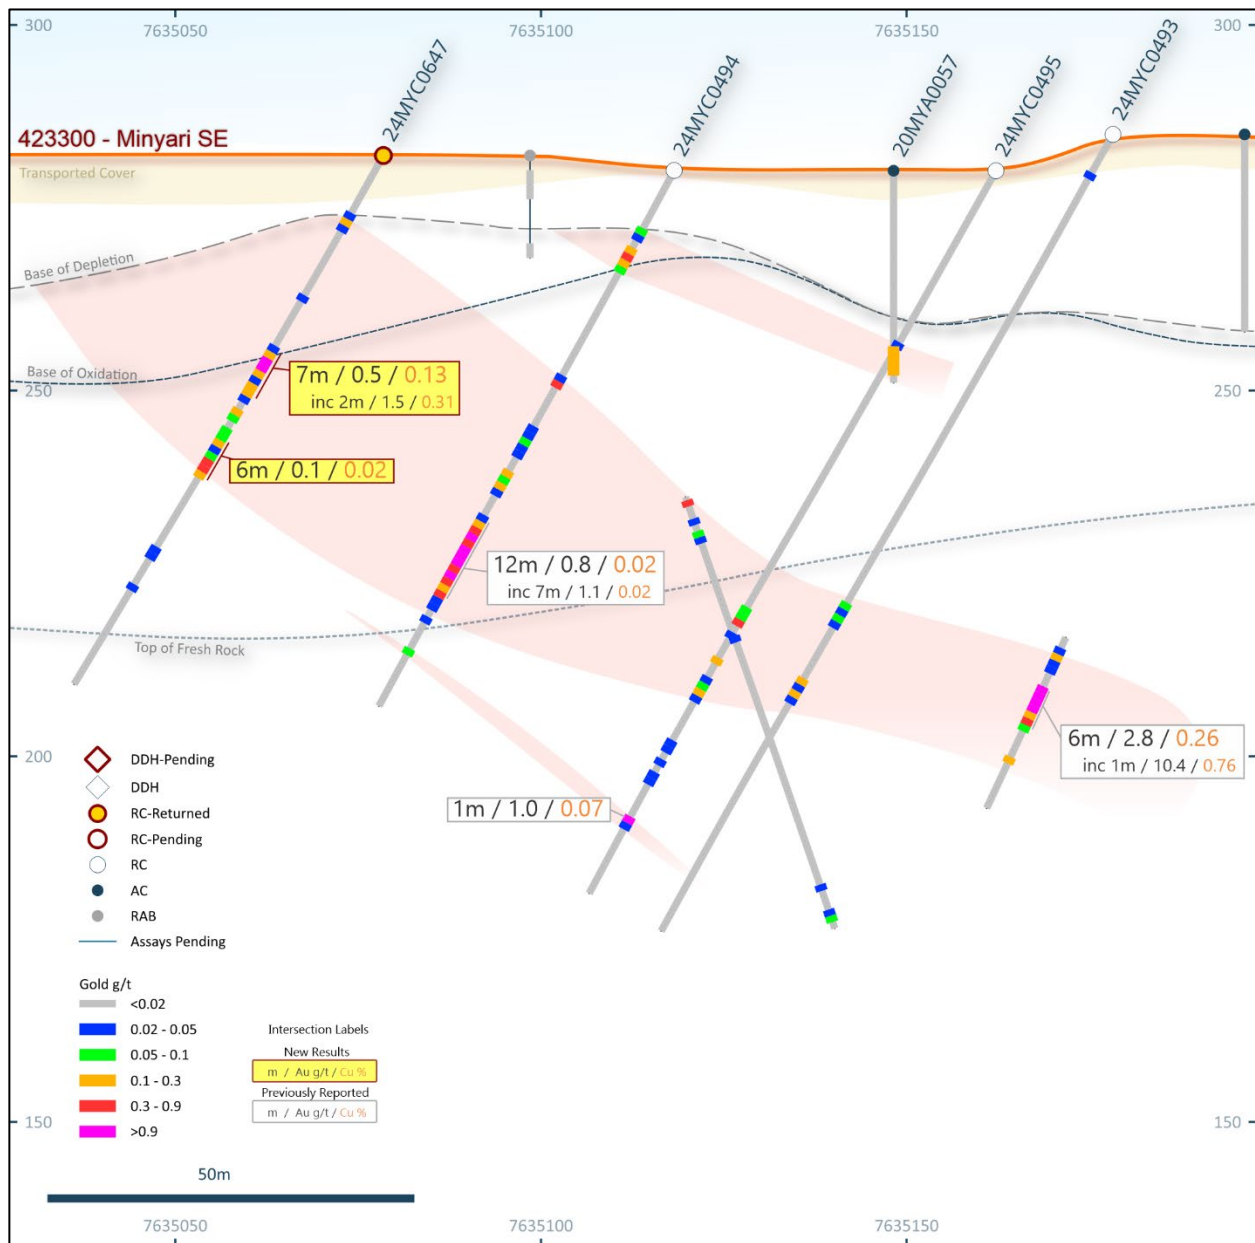 300
7635050
7635100
7635150
300
24MYC0647
24MYC0494
20MYA0057
24MYC0495
24MYC0493
423300 - Minyari SE
Transported Cover
Base of Depletion
Base of Oxidation
250
250
7m / 0.5 / 0.13
inc 2m / 1.5 / 0.31
6m / 0.1 / 0.02
12m / 0.8 / 0.02
inc 7m / 1.1 / 0.02
Top of Fresh Rock
6m / 2.8 / 0.26
inc 1m / 10.4 / 0.76
1m / 1.0 / 0.07
200
200
DDH-Pending
DDH
RC-Returned
RC-Pending
RC
AC
RAB
Assays Pending
Gold g/t
<0.02
0.02 - 0.05
0.05 - 0.1
0.1 - 0.3
0.3 - 0.9
>0.9
Intersection Labels
New Results
m / Au g/t / Cu %
Previously Reported
m / Au g/t / Cu %
150
150
50m
7635050
7635100
7635150